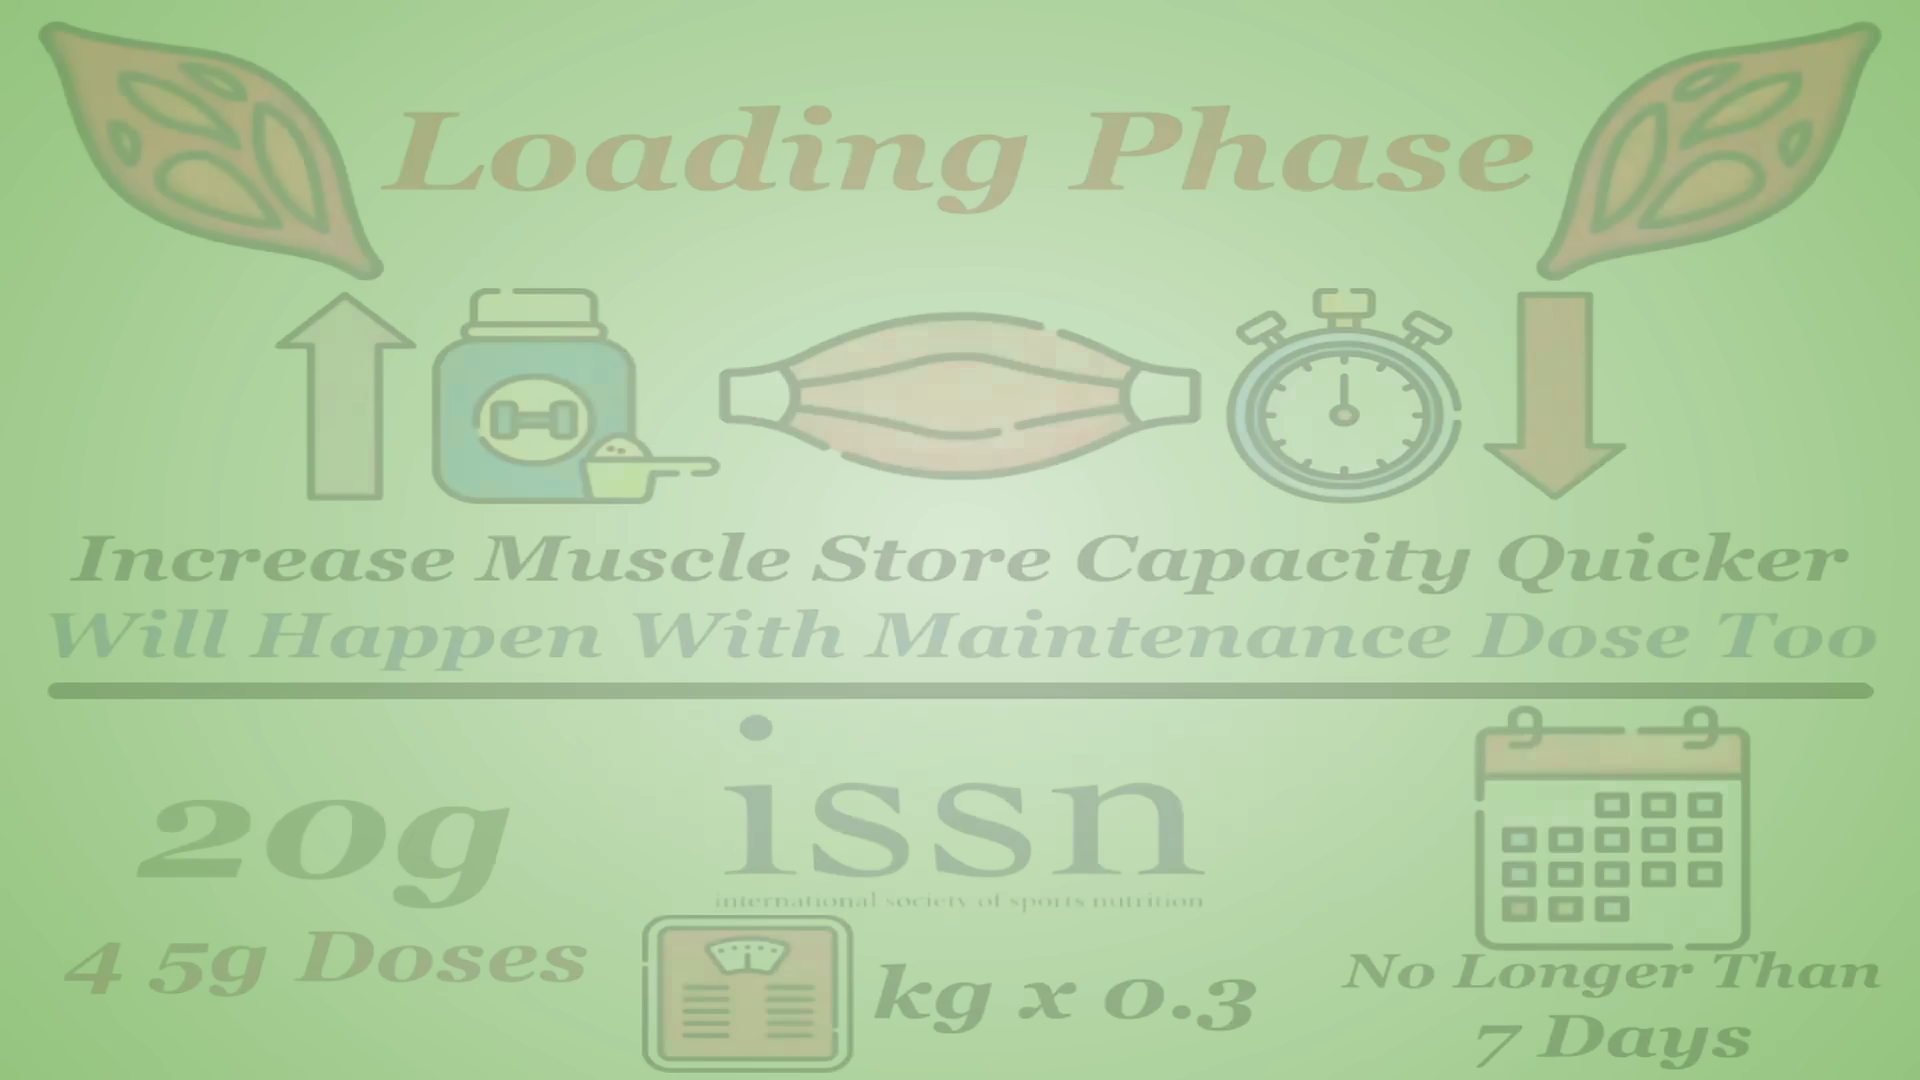 Loading Phase
Increase Muscle Store Capacity Quicker
Will Happen With Maintenance Dose Too
issn
international society of sports nutrition
20g
4 5g Doses
kg x 0.3
No Longer Than
7 Days